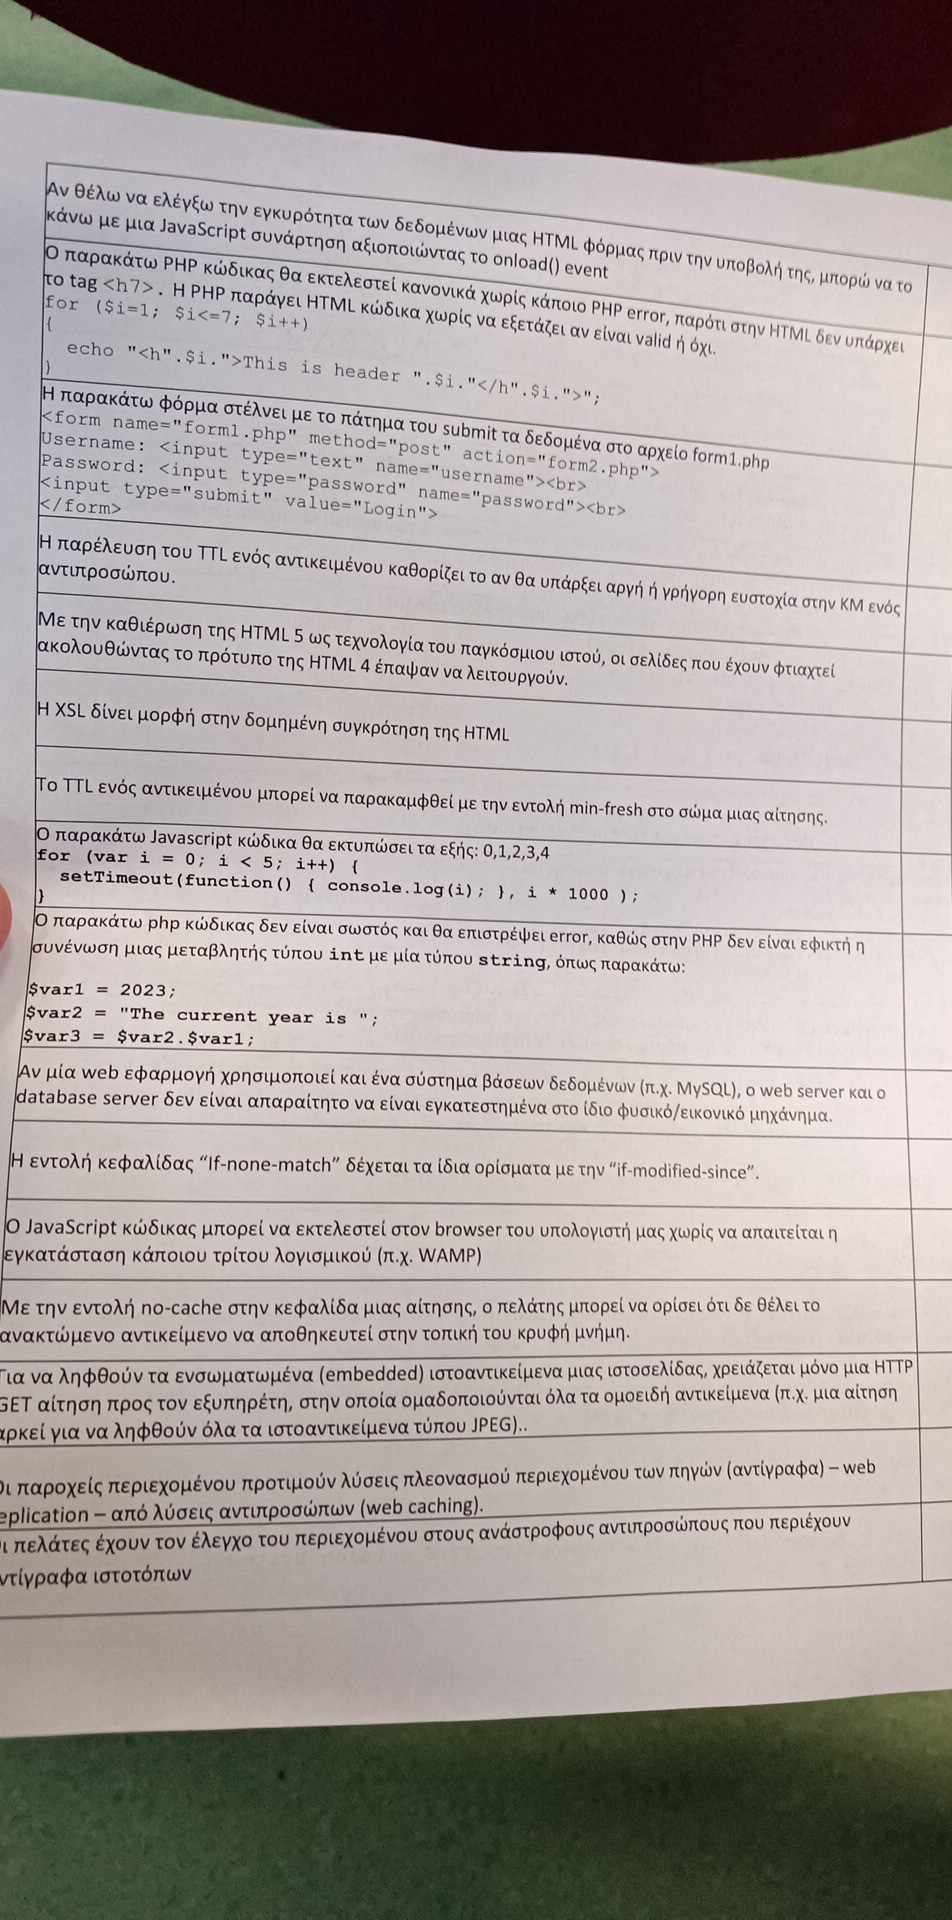 Αν θέλω να ελέγξω την εγκυρότητα των δεδομένων μιας HTML φόρμας πριν την υποβολή της, μπορώ να το
κάνω με μια JavaScript συνάρτηση αξιοποιώντας το onload() event
Ο παρακάτω PHP κώδικας θα εκτελεστεί κανονικά χωρίς κάποιο PHP error, παρότι στην HTML δεν υπάρχει
το tag <h7>. Η PHP παράγει HTML κώδικα χωρίς να εξετάζει αν είναι valid ή όχι.
for ($i=1; $i<=7; $i++)
{
echo "<h".$i.">This is header ".$i."</h".$i.">";
}
Η παρακάτω φόρμα στέλνει με το πάτημα του submit τα δεδομένα στο αρχείο form1.php
<form name="form1.php" method="post" action="form2.php">
Username: <input type="text" name="username"><br>
Password: <input type="password" name="password"><br>
<input type="submit" value="Login">
</form>
Η παρέλευση του TTL ενός αντικειμένου καθορίζει το αν θα υπάρξει αργή ή γρήγορη ευστοχία στην ΚΜ ενός
αντιπροσώπου.
Με την καθιέρωση της HTML 5 ως τεχνολογία του παγκόσμιου ιστού, οι σελίδες που έχουν φτιαχτεί
ακολουθώντας το πρότυπο της HTML 4 έπαψαν να λειτουργούν.
Η XSL δίνει μορφή στην δομημένη συγκρότηση της HTML
Το TTL ενός αντικειμένου μπορεί να παρακαμφθεί με την εντολή min-fresh στο σώμα μιας αίτησης.
Ο παρακάτω Javascript κώδικα θα εκτυπώσει τα εξής: 0,1,2,3,4
for (var i = 0; i < 5; i++) {
setTimeout(function() { console.log(i); }, i * 1000 );
}
Ο παρακάτω php κώδικας δεν είναι σωστός και θα επιστρέψει error, καθώς στην PHP δεν είναι εφικτή η
συνένωση μιας μεταβλητής τύπου int με μία τύπου string, όπως παρακάτω:
$var1 = 2023;
$var2 = "The current year is ";
$var3 = $var2.$var1;
Αν μία web εφαρμογή χρησιμοποιεί και ένα σύστημα βάσεων δεδομένων (π.χ. MySQL), ο web server και ο
database server δεν είναι απαραίτητο να είναι εγκατεστημένα στο ίδιο φυσικό/εικονικό μηχάνημα.
Η εντολή κεφαλίδας “If-none-match” δέχεται τα ίδια ορίσματα με την “if-modified-since”.
Ο JavaScript κώδικας μπορεί να εκτελεστεί στον browser του υπολογιστή μας χωρίς να απαιτείται η
εγκατάσταση κάποιου τρίτου λογισμικού (π.χ. WAMP)
Με την εντολή no-cache στην κεφαλίδα μιας αίτησης, ο πελάτης μπορεί να ορίσει ότι δε θέλει το
ανακτώμενο αντικείμενο να αποθηκευτεί στην τοπική του κρυφή μνήμη.
Για να ληφθούν τα ενσωματωμένα (embedded) ιστοαντικείμενα μιας ιστοσελίδας, χρειάζεται μόνο μια HTTP
GET αίτηση προς τον εξυπηρέτη, στην οποία ομαδοποιούνται όλα τα ομοειδή αντικείμενα (π.χ. μια αίτηση
αρκεί για να ληφθούν όλα τα ιστοαντικείμενα τύπου JPEG)..
Οι παροχείς περιεχομένου προτιμούν λύσεις πλεονασμού περιεχομένου των πηγών (αντίγραφα) – web
eplication – από λύσεις αντιπροσώπων (web caching).
ι πελάτες έχουν τον έλεγχο του περιεχομένου στους ανάστροφους αντιπροσώπους που περιέχουν
ντίγραφα ιστοτόπων